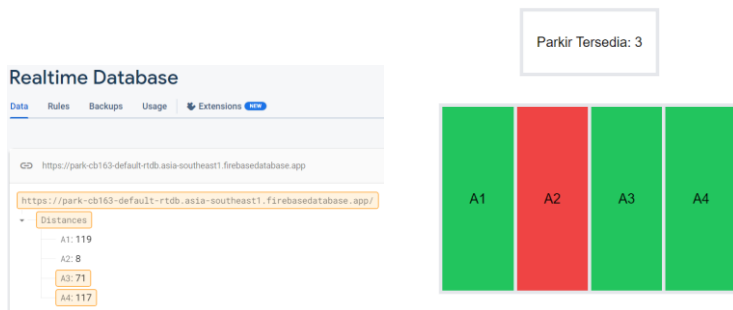 Realtime Database
Data Rules Backups Usage Extensions NEW
https://park-cb163-default-rtdb.asia-southeast1.firebasedatabase.app
https://park-cb163-default-rtdb.asia-southeast1.firebasedatabase.app/
Distances
A1: 119
A2: 8
A3: 71
A4: 117
Parkir Tersedia: 3
A1 A2 A3 A4